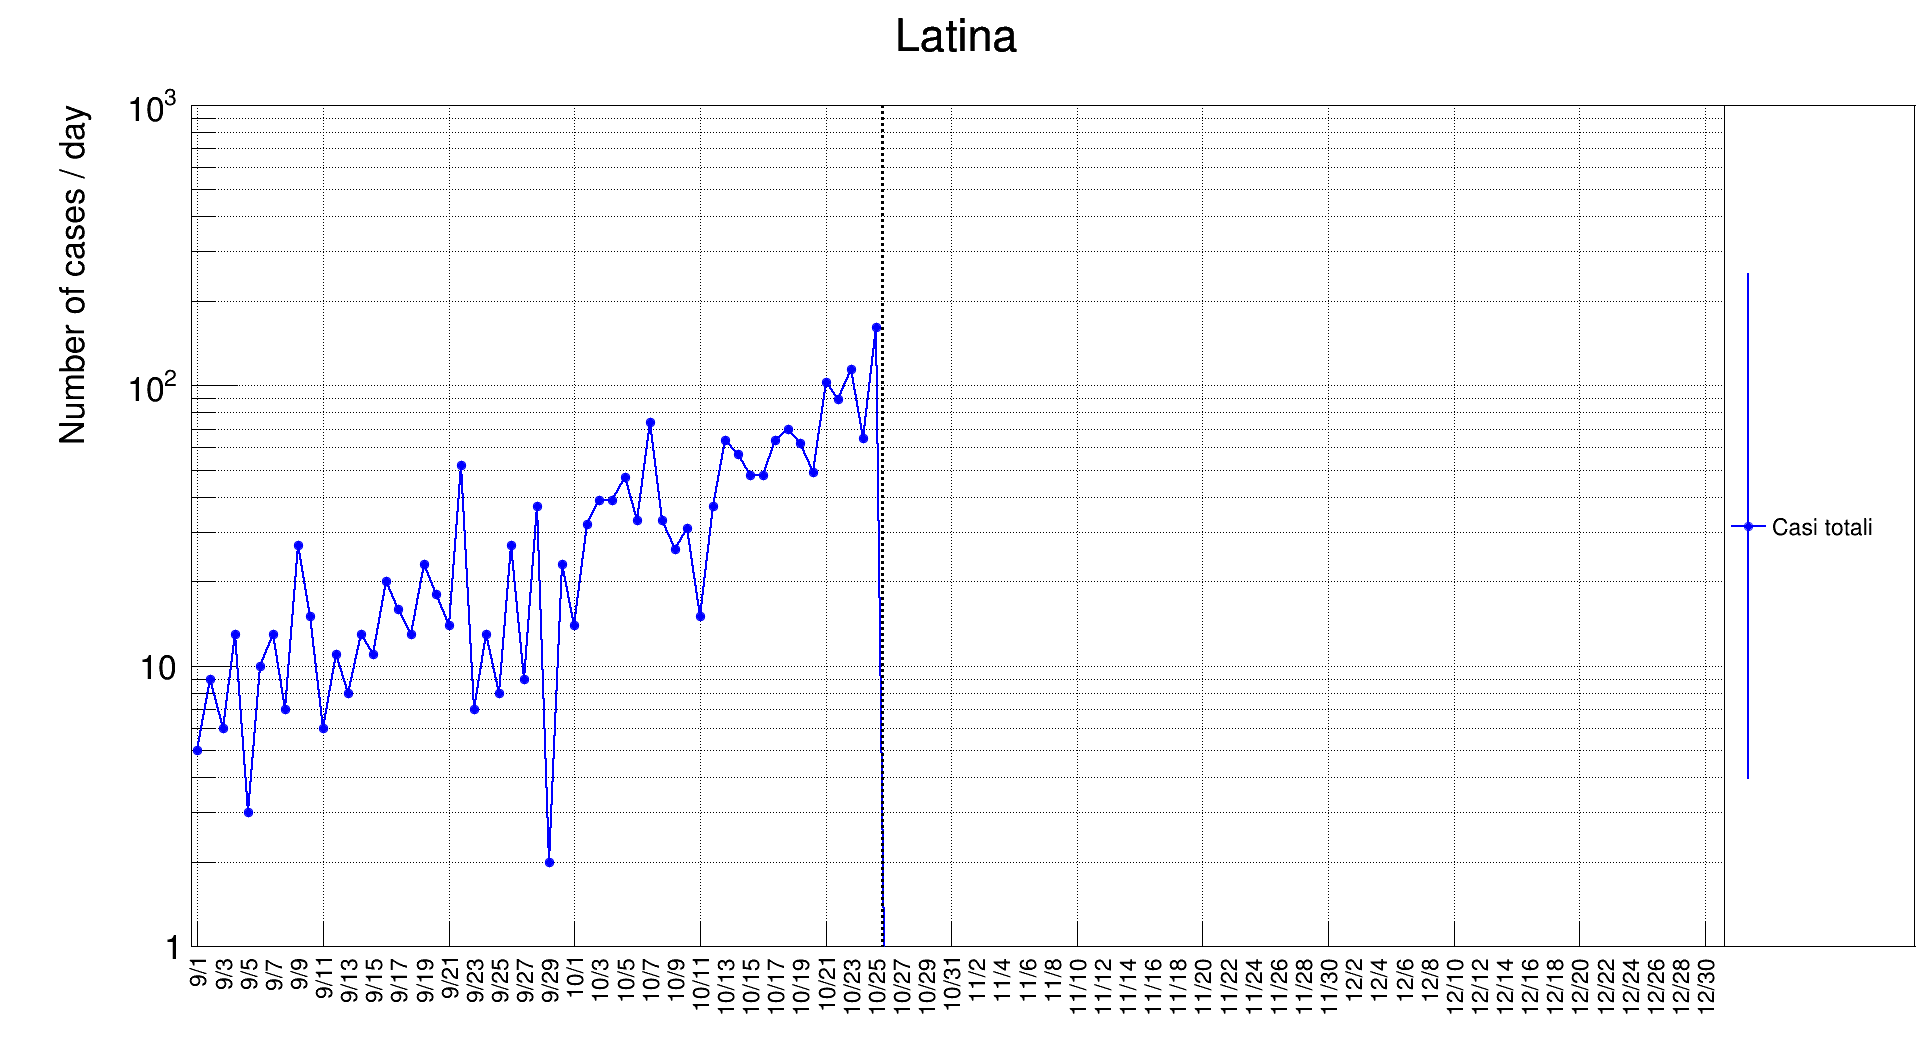 Latina
Number of cases / day
10³
10²
10
1
9/1 9/3 9/5 9/7 9/9 9/11 9/13 9/15 9/17 9/19 9/21 9/23 9/25 9/27 9/29 10/1 10/3 10/5 10/7 10/9 10/11 10/13 10/15 10/17 10/19 10/21 10/23 10/25 10/27 10/29 10/31 11/2 11/4 11/6 11/8 11/10 11/12 11/14 11/16 11/18 11/20 11/22 11/24 11/26 11/28 11/30 12/2 12/4 12/6 12/8 12/10 12/12 12/14 12/16 12/18 12/20 12/22 12/24 12/26 12/28 12/30
Casi totali